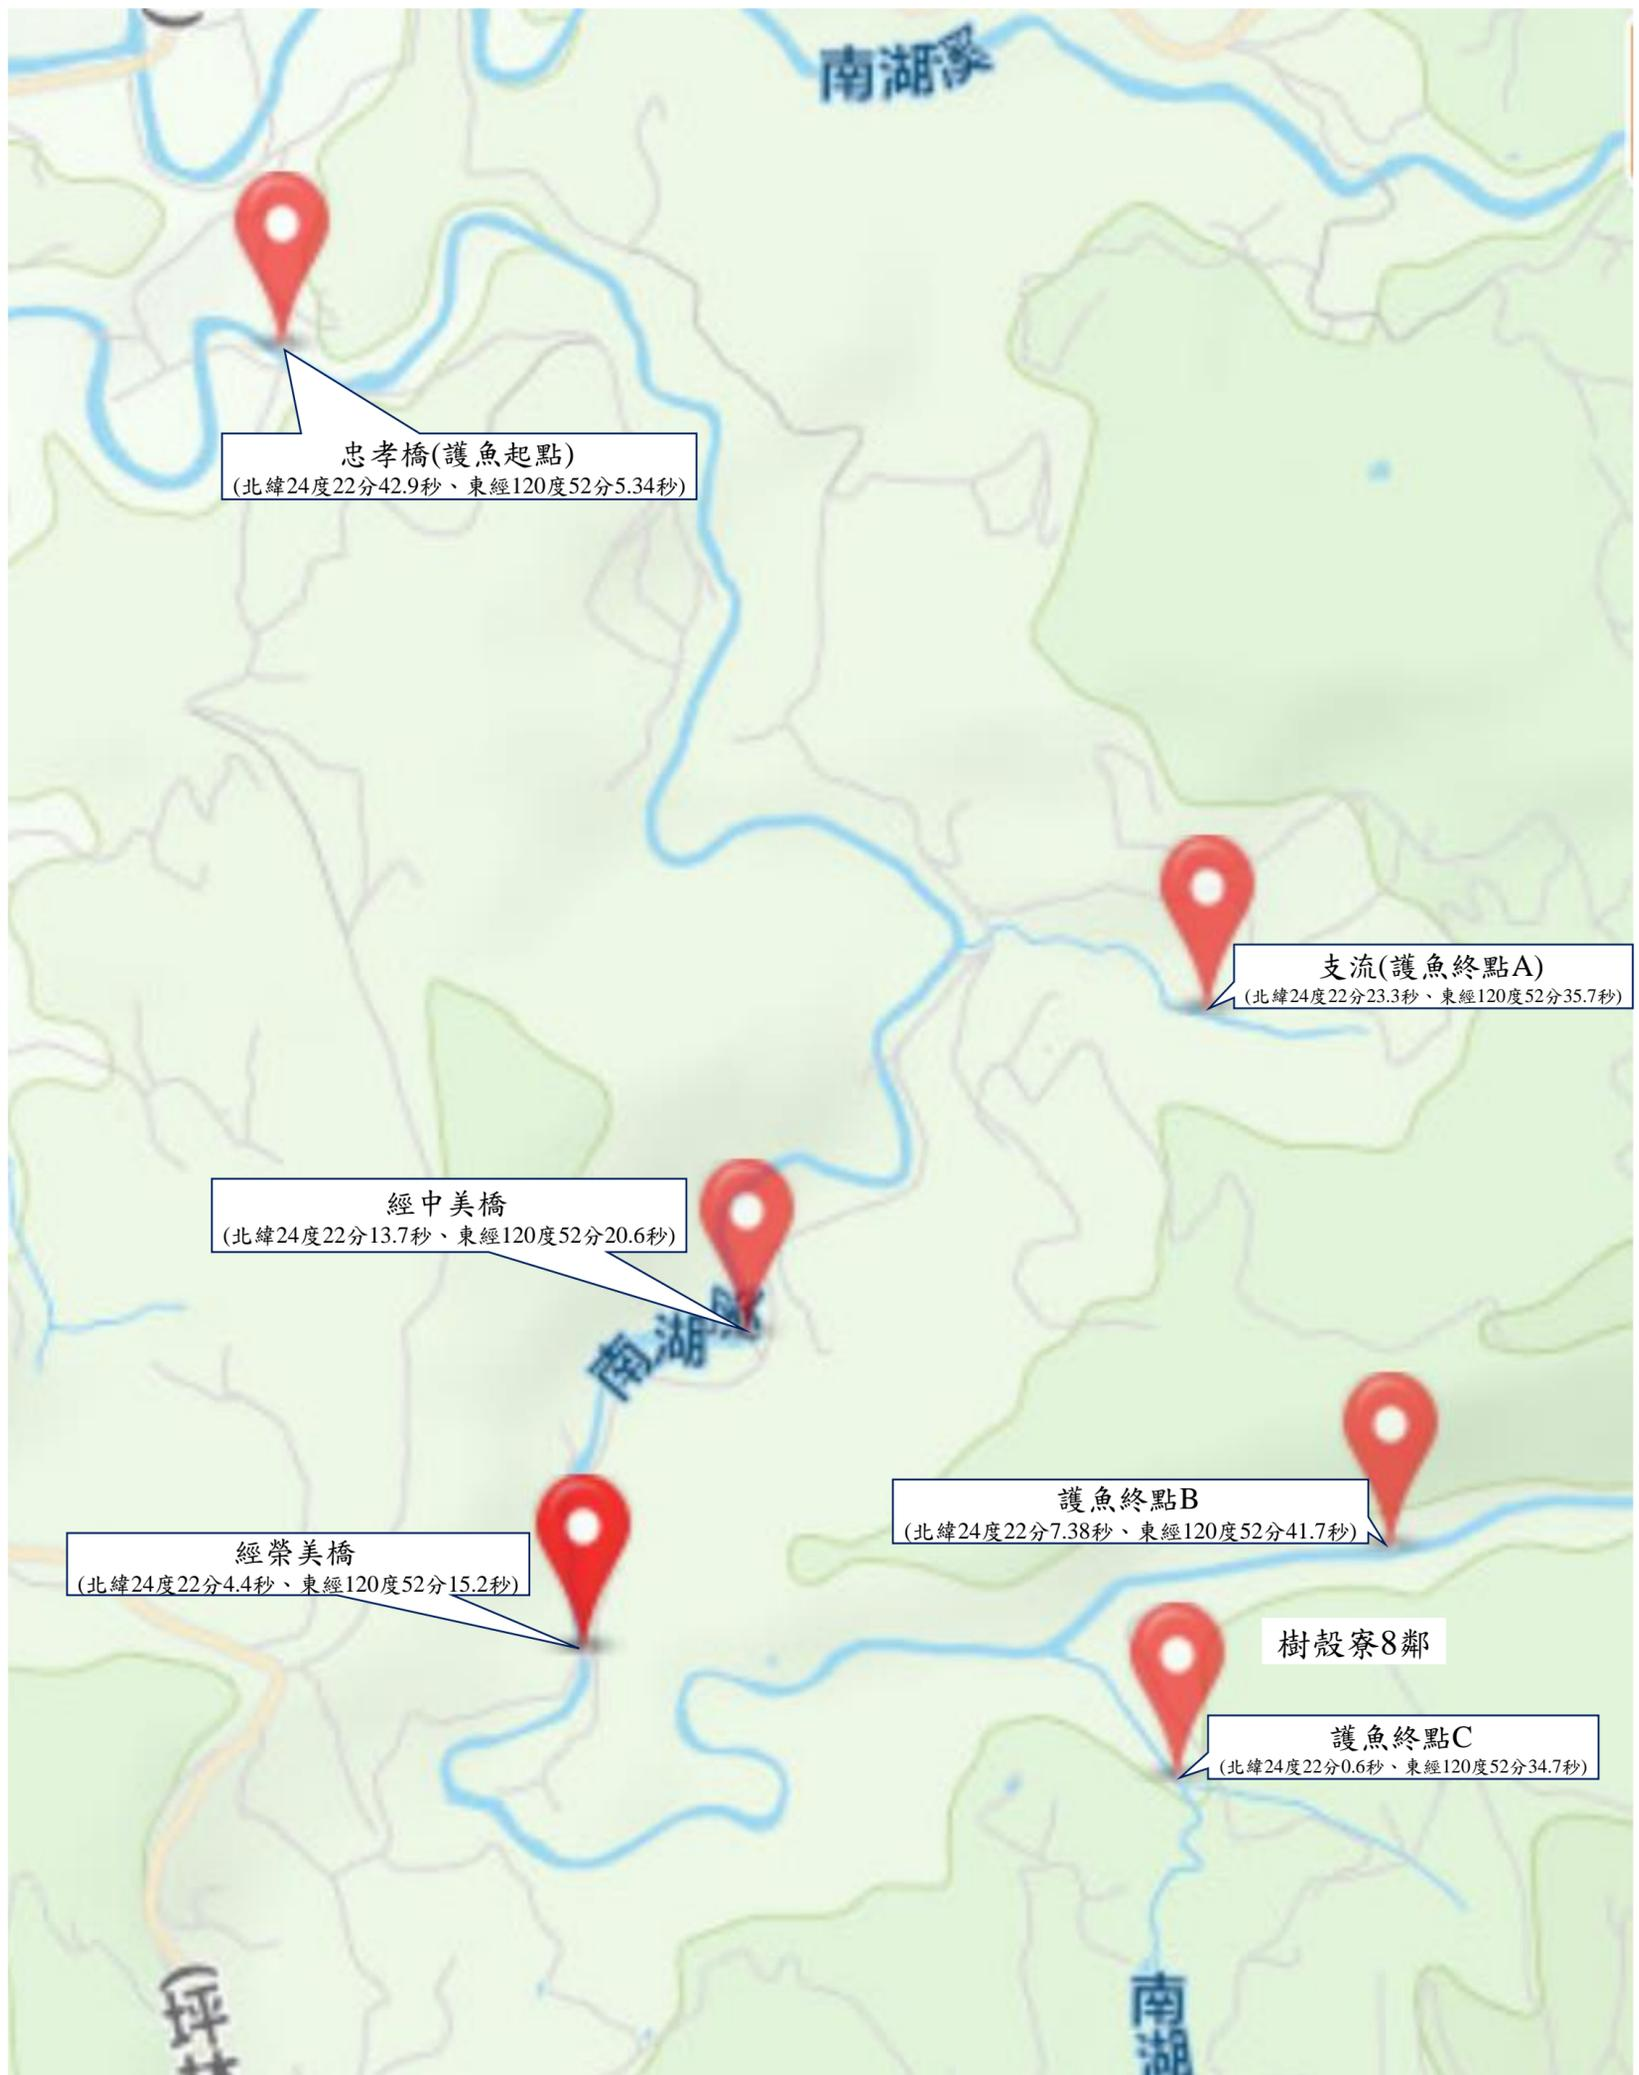 南湖溪
忠孝橋(護魚起點)
(北緯24度22分42.9秒、東經120度52分5.34秒)
支流(護魚終點A)
(北緯24度22分23.3秒、東經120度52分35.7秒)
經中美橋
(北緯24度22分13.7秒、東經120度52分20.6秒)
南湖溪
護魚終點B
(北緯24度22分7.38秒、東經120度52分41.7秒)
經榮美橋
(北緯24度22分4.4秒、東經120度52分15.2秒)
樹殼寮8鄰
護魚終點C
(北緯24度22分0.6秒、東經120度52分34.7秒)
(坪林
南湖